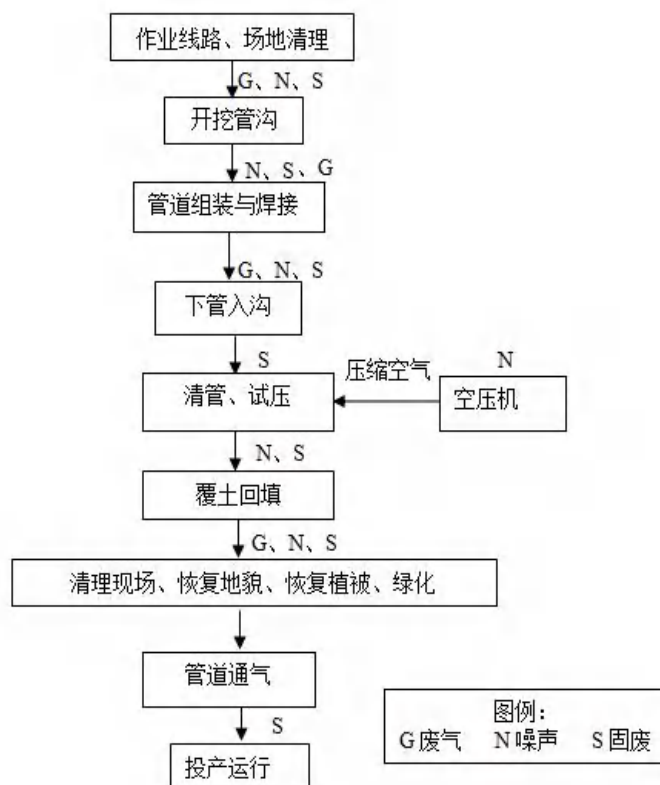 作业线路、场地清理
G、N、S
开挖管沟
N、S、G
管道组装与焊接
G、N、S
下管入沟
S
压缩空气
N
清管、试压
空压机
N、S
覆土回填
G、N、S
清理现场、恢复地貌、恢复植被、绿化
管道通气
S
投产运行
图例：
G 废气 N 噪声 S 固废